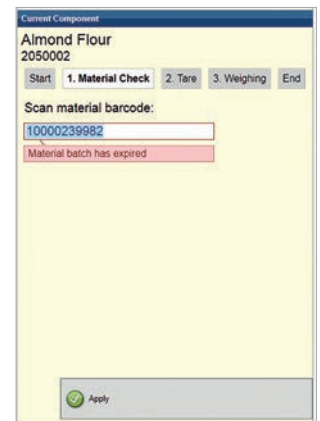 Current Component
Almond Flour
2050002
Start 1. Material Check 2. Tare 3. Weighing End
Scan material barcode:
10000239982
Material batch has expired
Apply